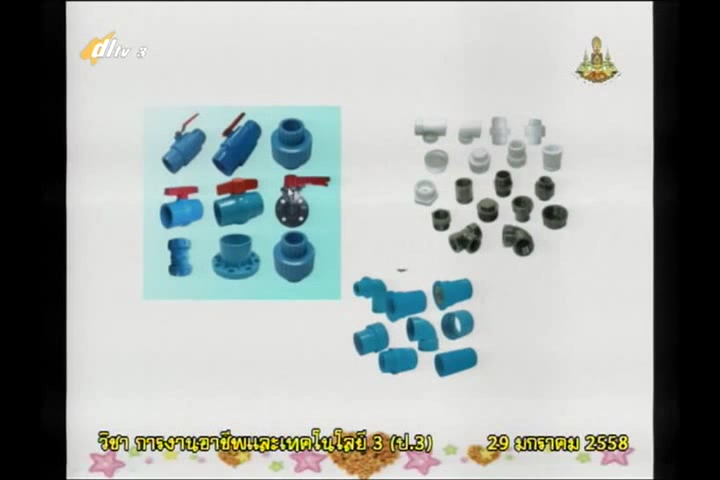 dltv 3
วิชา การงานอาชีพและเทคโนโลยี 3 (ป.3) 29 มกราคม 2558